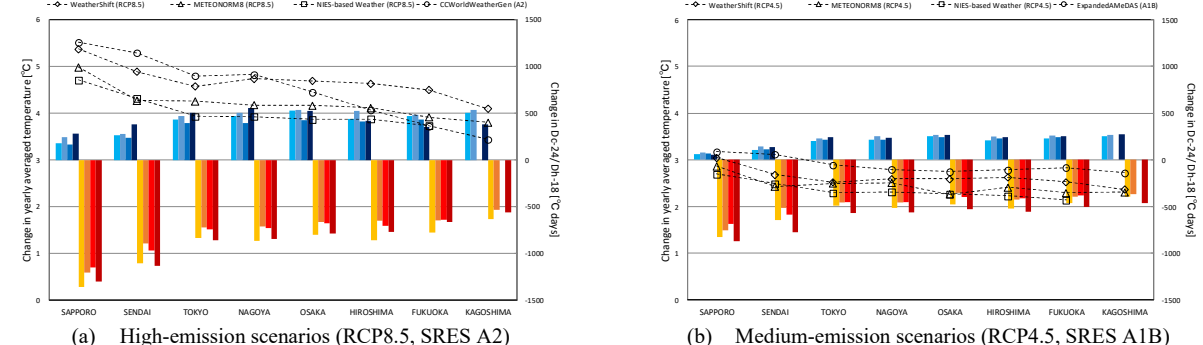 WeatherShift (RCP8.5) METEONORM8 (RCP8.5) NIES-based Weather (RCP8.5) CCWorldWeatherGen (A2)
Change in yearly averaged temperature [°C]
6
5
4
3
2
1
0
1500
1000
500
0
-500
-1000
-1500
Change in Dc-24/ Dh-18 [°C days]
SAPPORO SENDAI TOKYO NAGOYA OSAKA HIROSHIMA FUKUOKA KAGOSHIMA
(a) High-emission scenarios (RCP8.5, SRES A2)
WeatherShift (RCP4.5) METEONORM8 (RCP4.5) NIES-based Weather (RCP4.5) ExpandedAMeDAS (A1B)
Change in yearly averaged temperature [°C]
6
5
4
3
2
1
0
1500
1000
500
0
-500
-1000
-1500
Change in Dc-24/ Dh-18 [°C days]
SAPPORO SENDAI TOKYO NAGOYA OSAKA HIROSHIMA FUKUOKA KAGOSHIMA
(b) Medium-emission scenarios (RCP4.5, SRES A1B)